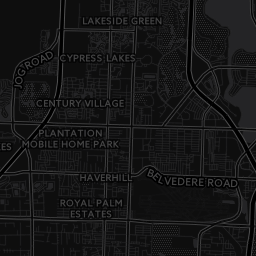 LAKESIDE GREEN
JOG ROAD
CYPRESS LAKES
CENTURY VILLAGE
PLANTATION
MOBILE HOME PARK
ES
HAVERHILL
BELVEDERE ROAD
ROYAL PALM
ESTATES